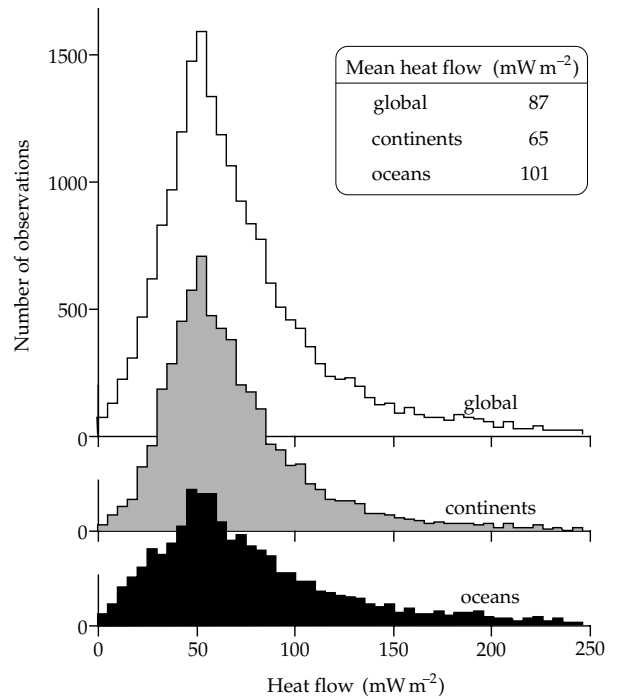 1500
1000
500
0
0
0
Number of observations
Mean heat flow (mW m⁻²)
global 87
continents 65
oceans 101
global
continents
oceans
0 50 100 150 200 250
Heat flow (mW m⁻²)